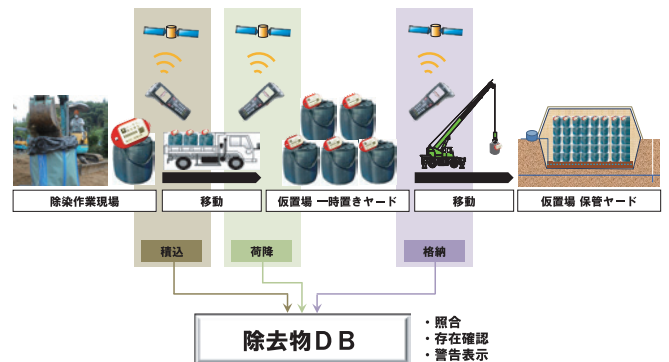 除染作業現場
移動
仮置場 一時置きヤード
移動
仮置場 保管ヤード
積込
荷降
格納
除去物DB
・照合
・存在確認
・警告表示